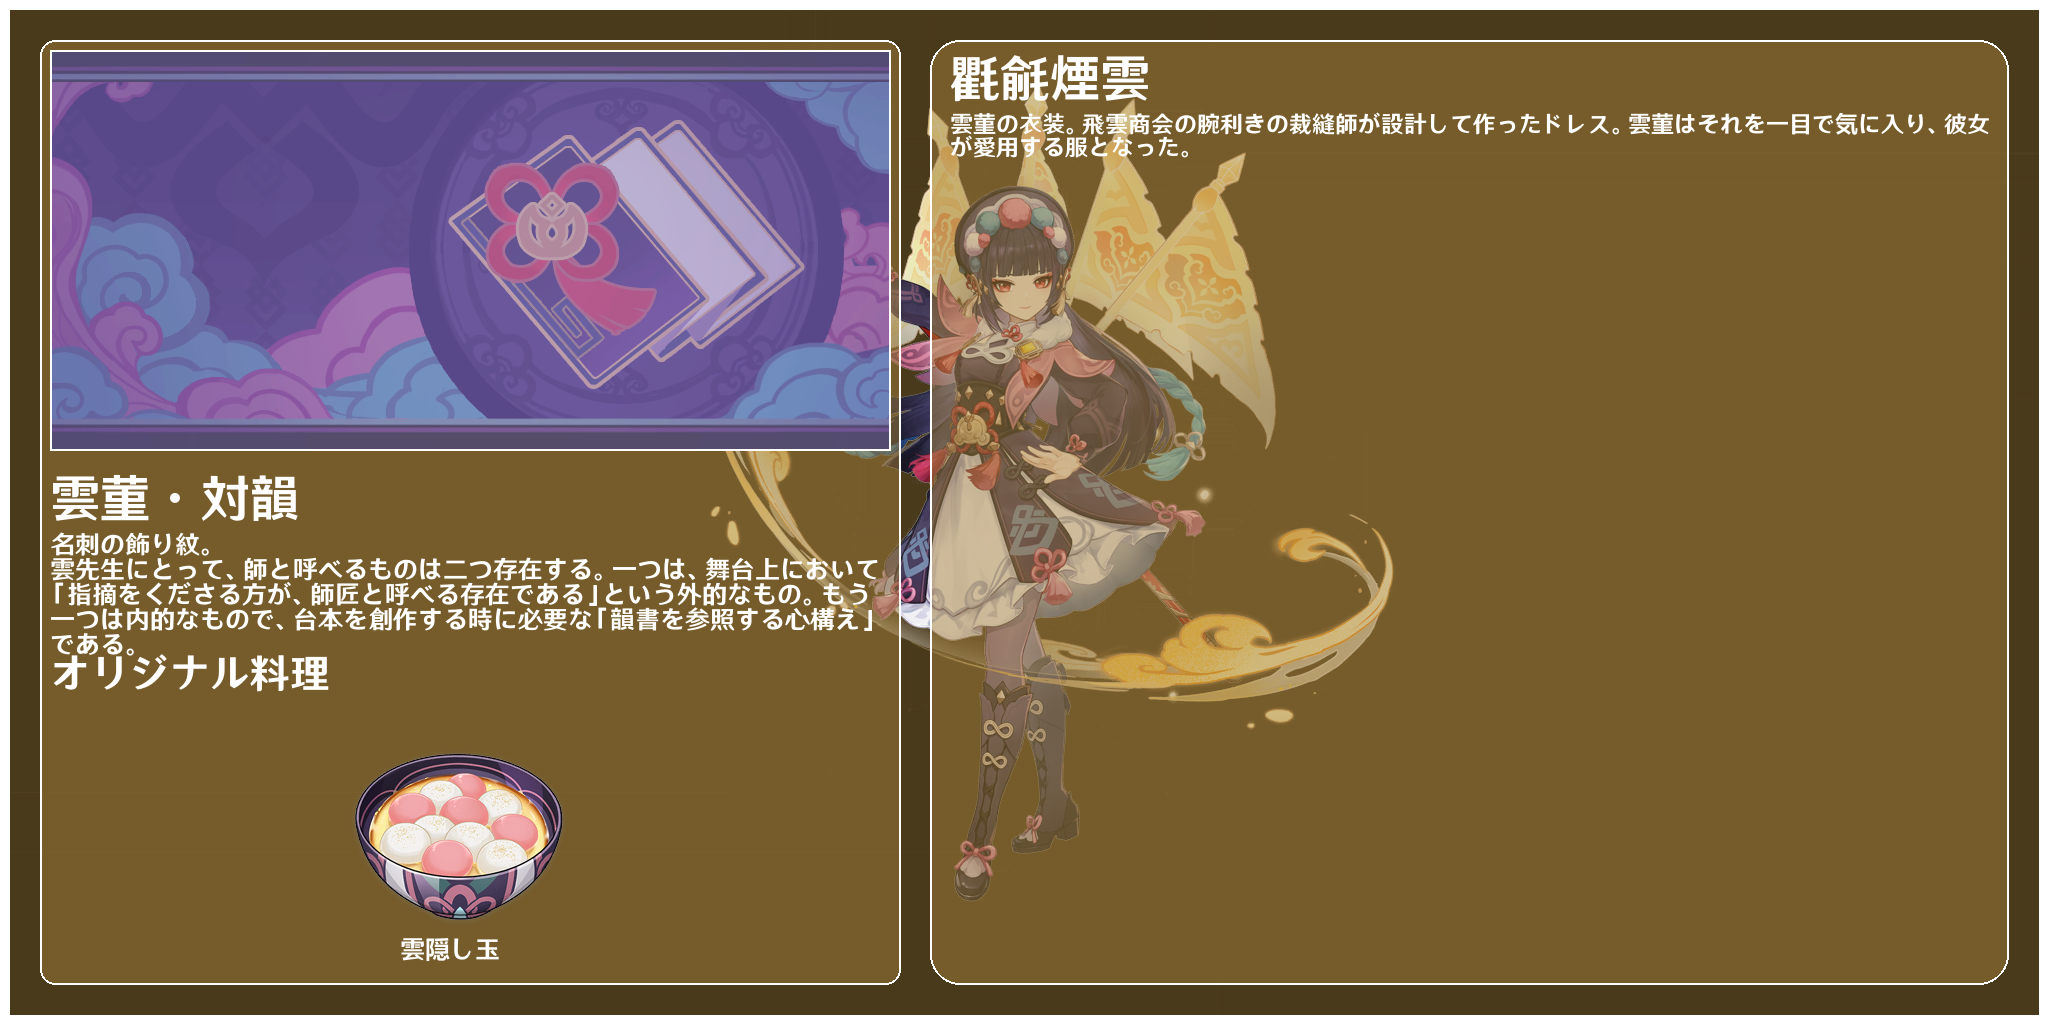 雲菫・対韻
名刺の飾り紋。
雲先生にとって、師と呼べるものは二つ存在する。一つは、舞台上において
「指摘をくださる方が、師匠と呼べる存在である」という外的なもの。もう
一つは内的なもので、台本を創作する時に必要な「韻書を参照する心構え」
である。
オリジナル料理
雲隠し玉
氍毹煙雲
雲菫の衣装。飛雲商会の腕利きの裁縫師が設計して作ったドレス。雲菫はそれを一目で気に入り、彼女
が愛用する服となった。